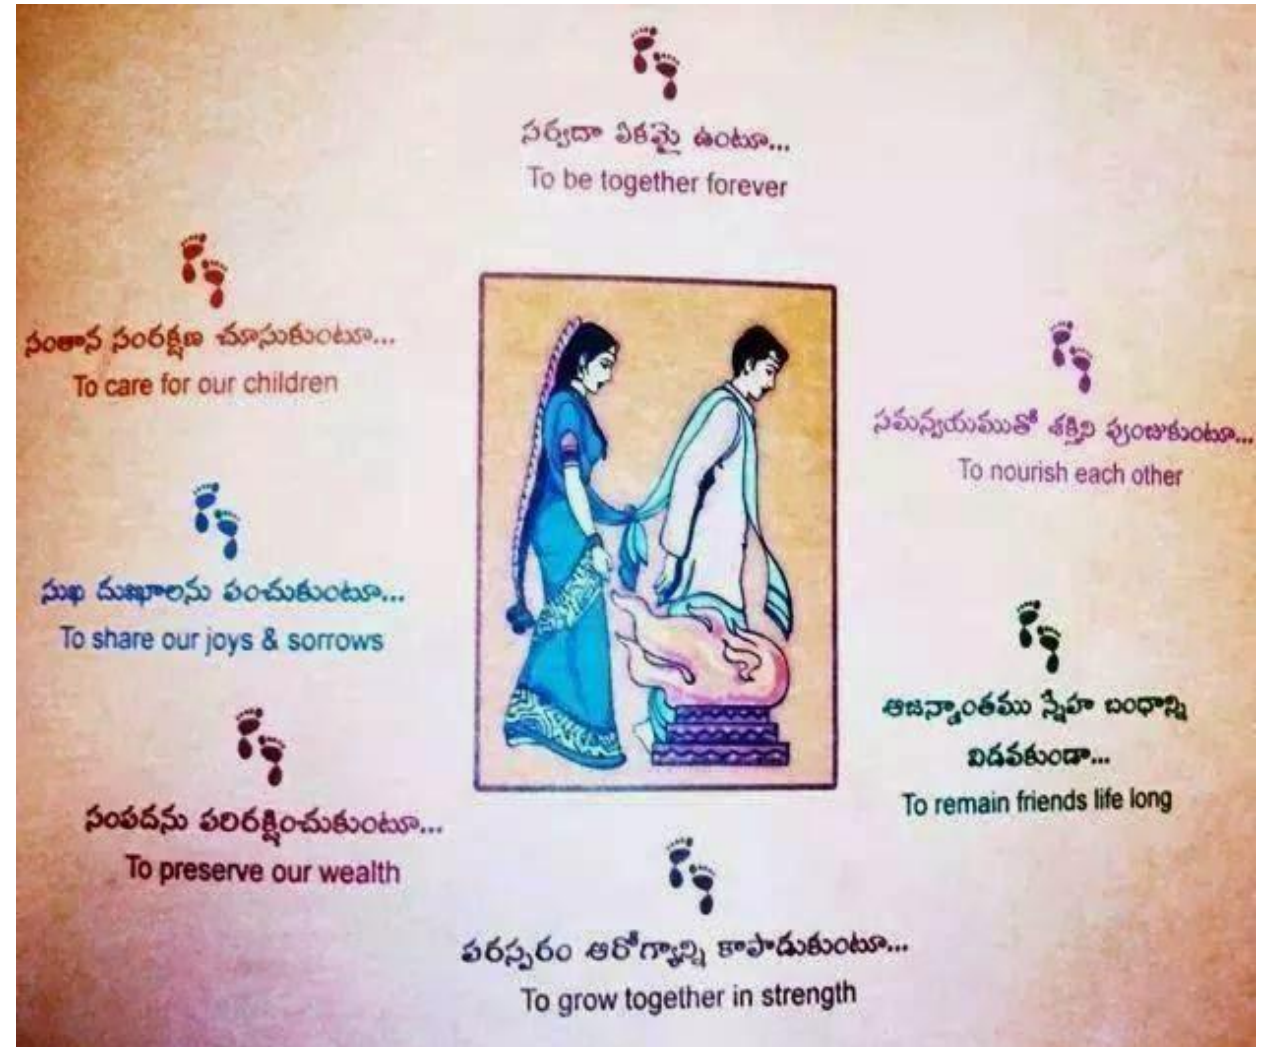 సర్వదా ఏకమై ఉంటూ...
To be together forever
సంతాన సంరక్షణ చూసుకుంటూ...
To care for our children
సమన్వయముతో శక్తిని పుంజుకుంటూ...
To nourish each other
సుఖ దుఃఖాలను పంచుకుంటూ...
To share our joys & sorrows
ఆజన్మాంతము స్నేహ బంధాన్ని
విడవకుండా...
To remain friends life long
సంపదను పరిరక్షించుకుంటూ...
To preserve our wealth
పరస్పరం ఆరోగ్యాన్ని కాపాడుకుంటూ...
To grow together in strength